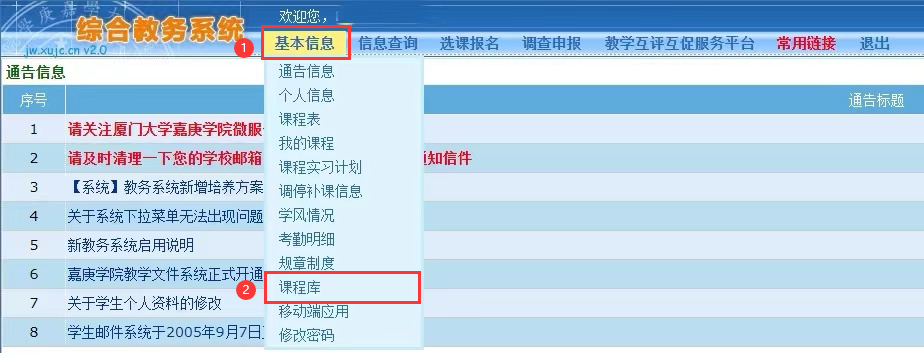 欢迎您，
综合教务系统
jw.xujc.cn v2.0
1
基本信息 信息查询 选课报名 调查申报 教学互评互促服务平台 常用链接 退出
通告信息
序号 通告标题
1 请关注厦门大学嘉庚学院微服
2 请及时清理一下您的学校邮箱 通知信件
3 【系统】教务系统新增培养方案
4 关于系统下拉菜单无法出现问题
5 新教务系统启用说明
6 嘉庚学院教学文件系统正式开通
7 关于学生个人资料的修改
8 学生邮件系统于2005年9月7日
通告信息
个人信息
课程表
我的课程
课程实习计划
调停补课信息
学风情况
考勤明细
规章制度
2 课程库
移动端应用
修改密码